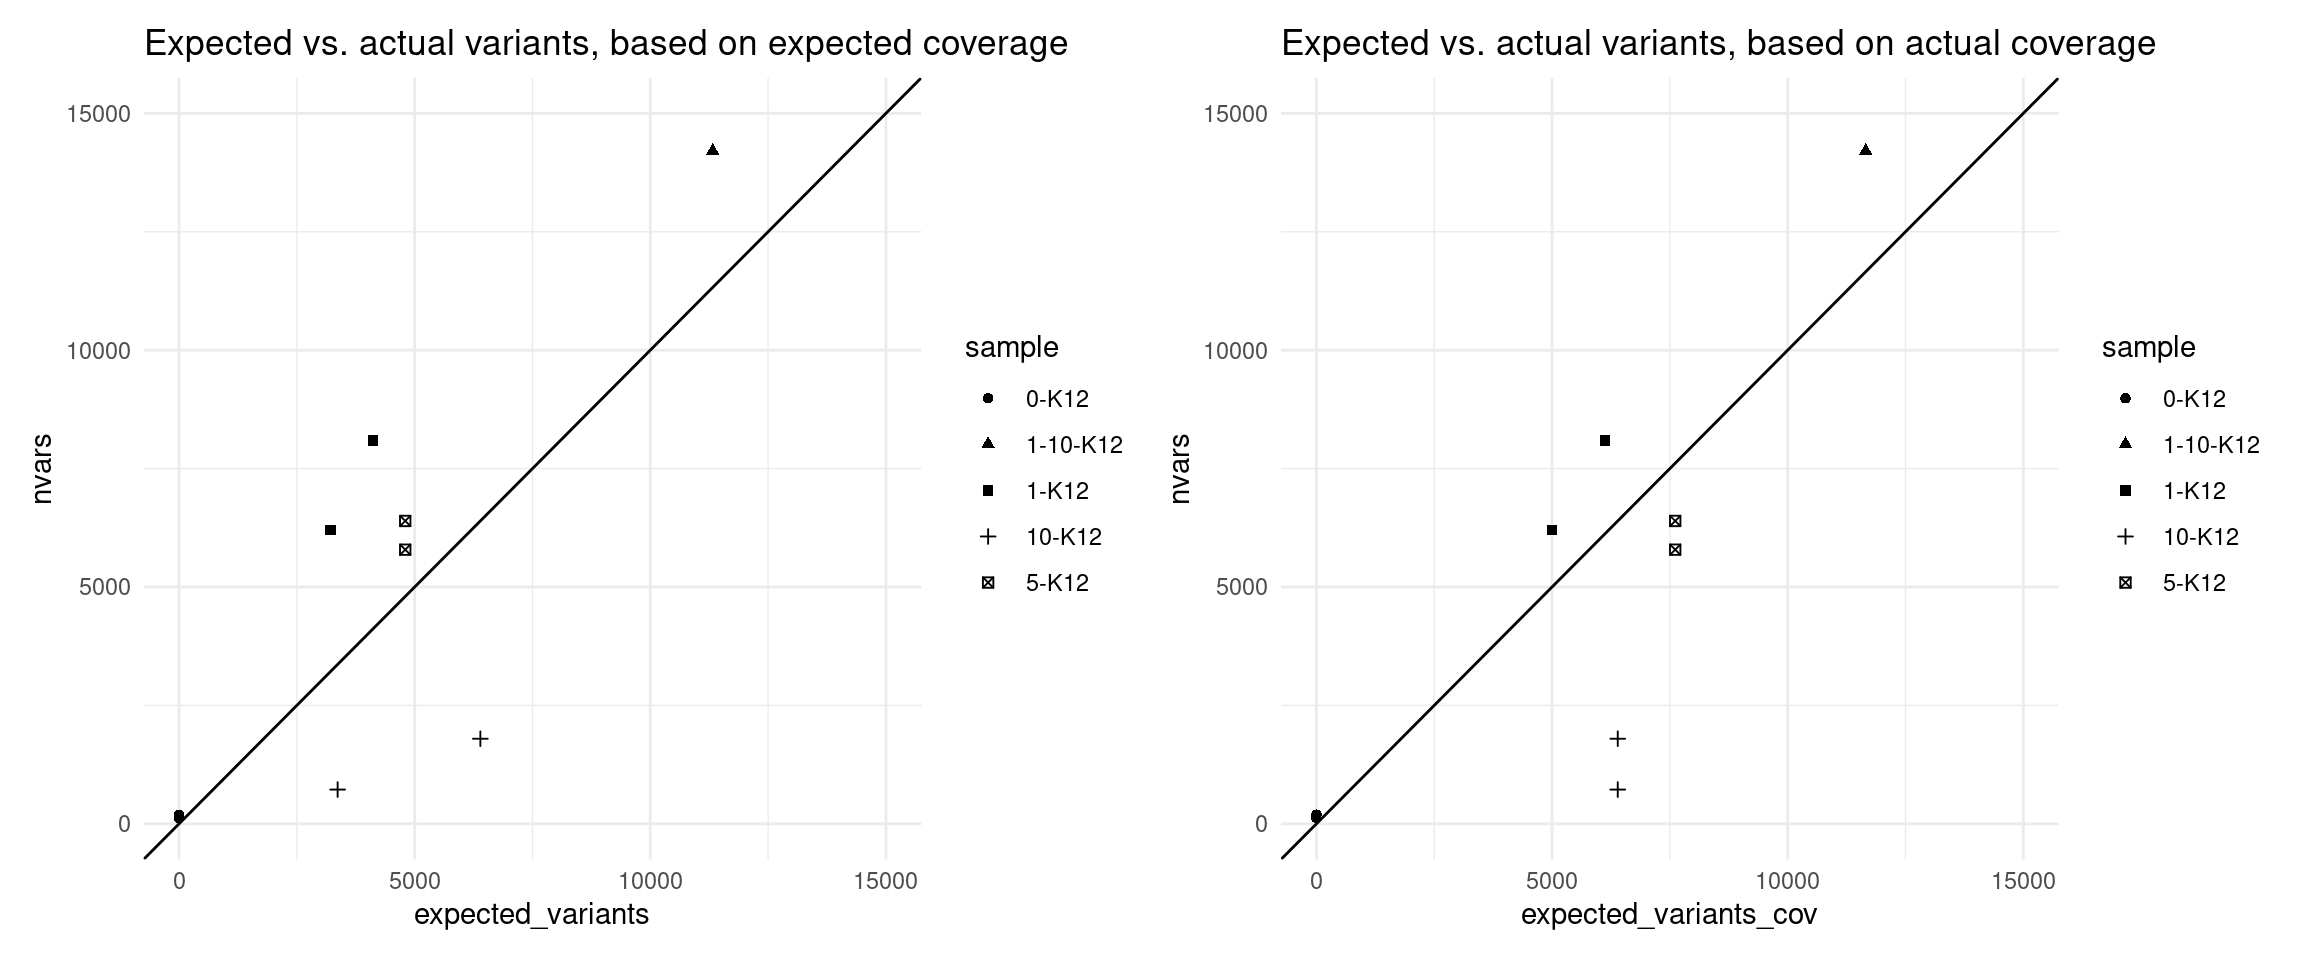 Expected vs. actual variants, based on expected coverage
15000
10000
5000
0
nvars
0 5000 10000 15000
expected_variants
sample
0-K12
1-10-K12
1-K12
10-K12
5-K12
Expected vs. actual variants, based on actual coverage
15000
10000
5000
0
nvars
0 5000 10000 15000
expected_variants_cov
sample
0-K12
1-10-K12
1-K12
10-K12
5-K12